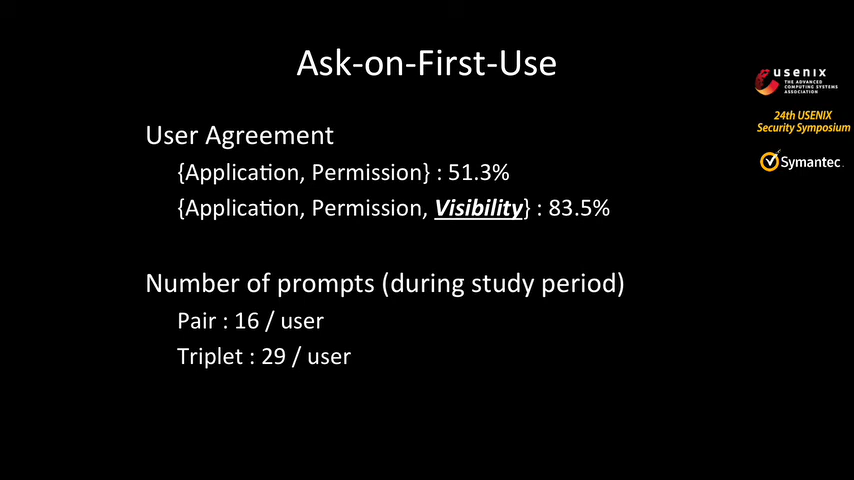 Ask-on-First-Use
usenix
THE ADVANCED
COMPUTING SYSTEMS
ASSOCIATION
24th USENIX
Security Symposium
Symantec.
User Agreement
{Application, Permission} : 51.3%
{Application, Permission, Visibility} : 83.5%
Number of prompts (during study period)
Pair : 16 / user
Triplet : 29 / user